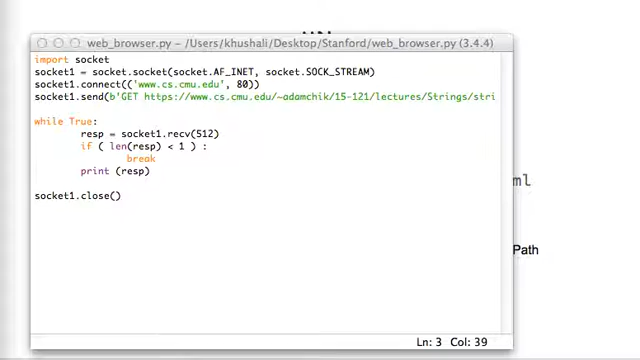 web_browser.py – /Users/khushali/Desktop/Stanford/web_browser.py (3.4.4)
import socket
socket1 = socket.socket(socket.AF_INET, socket.SOCK_STREAM)
socket1.connect(('www.cs.cmu.edu', 80))
socket1.send(b'GET https://www.cs.cmu.edu/~adamchik/15-121/lectures/Strings/stri
while True:
resp = socket1.recv(512)
if ( len(resp) < 1 ) :
break
print (resp)
ml
socket1.close()
Path
Ln: 3 Col: 39